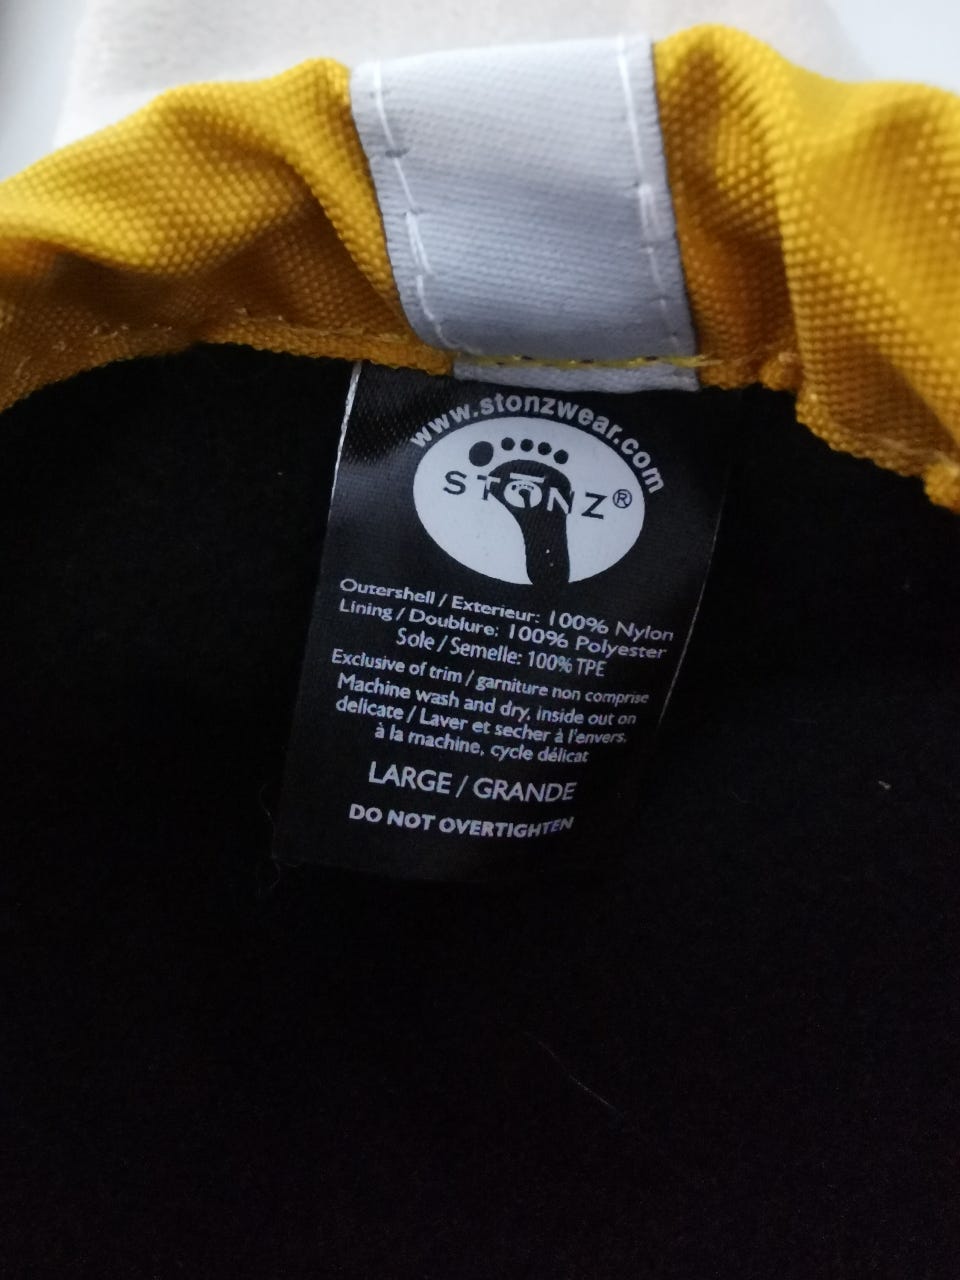 www.stonzwear.com
STŌNZ®
Outershell / Exterieur: 100% Nylon
Lining / Doublure: 100% Polyester
Sole / Semelle: 100% TPE
Exclusive of trim / garniture non comprise
Machine wash and dry, inside out on
delicate / Laver et secher à l'envers,
à la machine, cycle délicat
LARGE / GRANDE
DO NOT OVERTIGHTEN